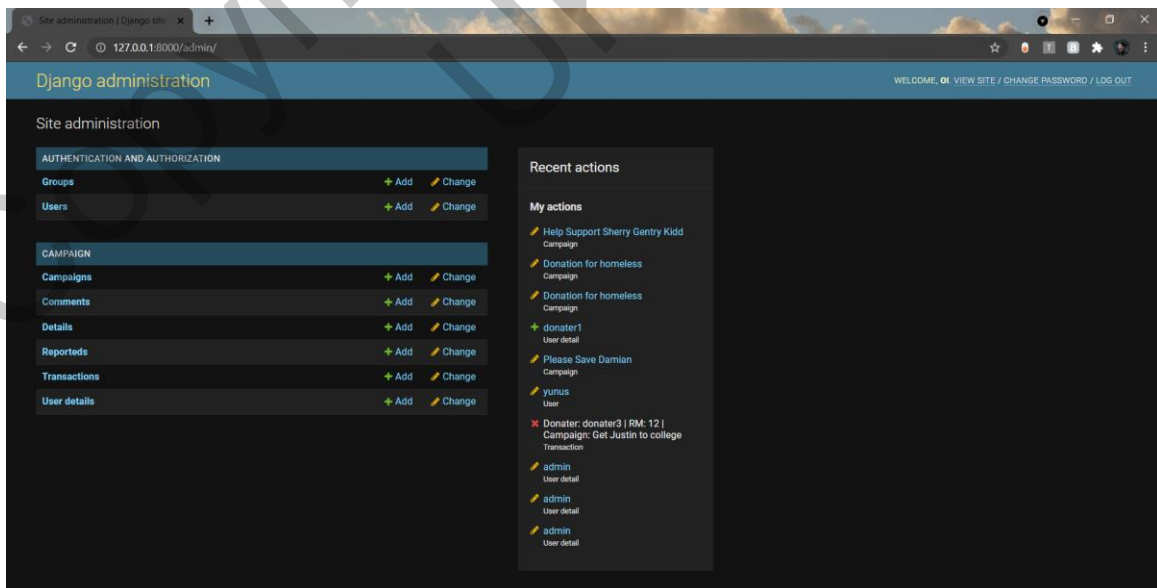 Site administration | Django site
127.0.0.1:8000/admin/
Django administration
WELCOME, OI. VIEW SITE / CHANGE PASSWORD / LOG OUT
Site administration
AUTHENTICATION AND AUTHORIZATION
Groups + Add Change
Users + Add Change
CAMPAIGN
Campaigns + Add Change
Comments + Add Change
Details + Add Change
Reporteds + Add Change
Transactions + Add Change
User details + Add Change
Recent actions
My actions
Help Support Sherry Gentry Kidd
Campaign
Donation for homeless
Campaign
Donation for homeless
Campaign
+ donater1
User detail
Please Save Damian
Campaign
yunus
User
Donater: donater3 | RM: 12 |
Campaign: Get Justin to college
Transaction
admin
User detail
admin
User detail
admin
User detail